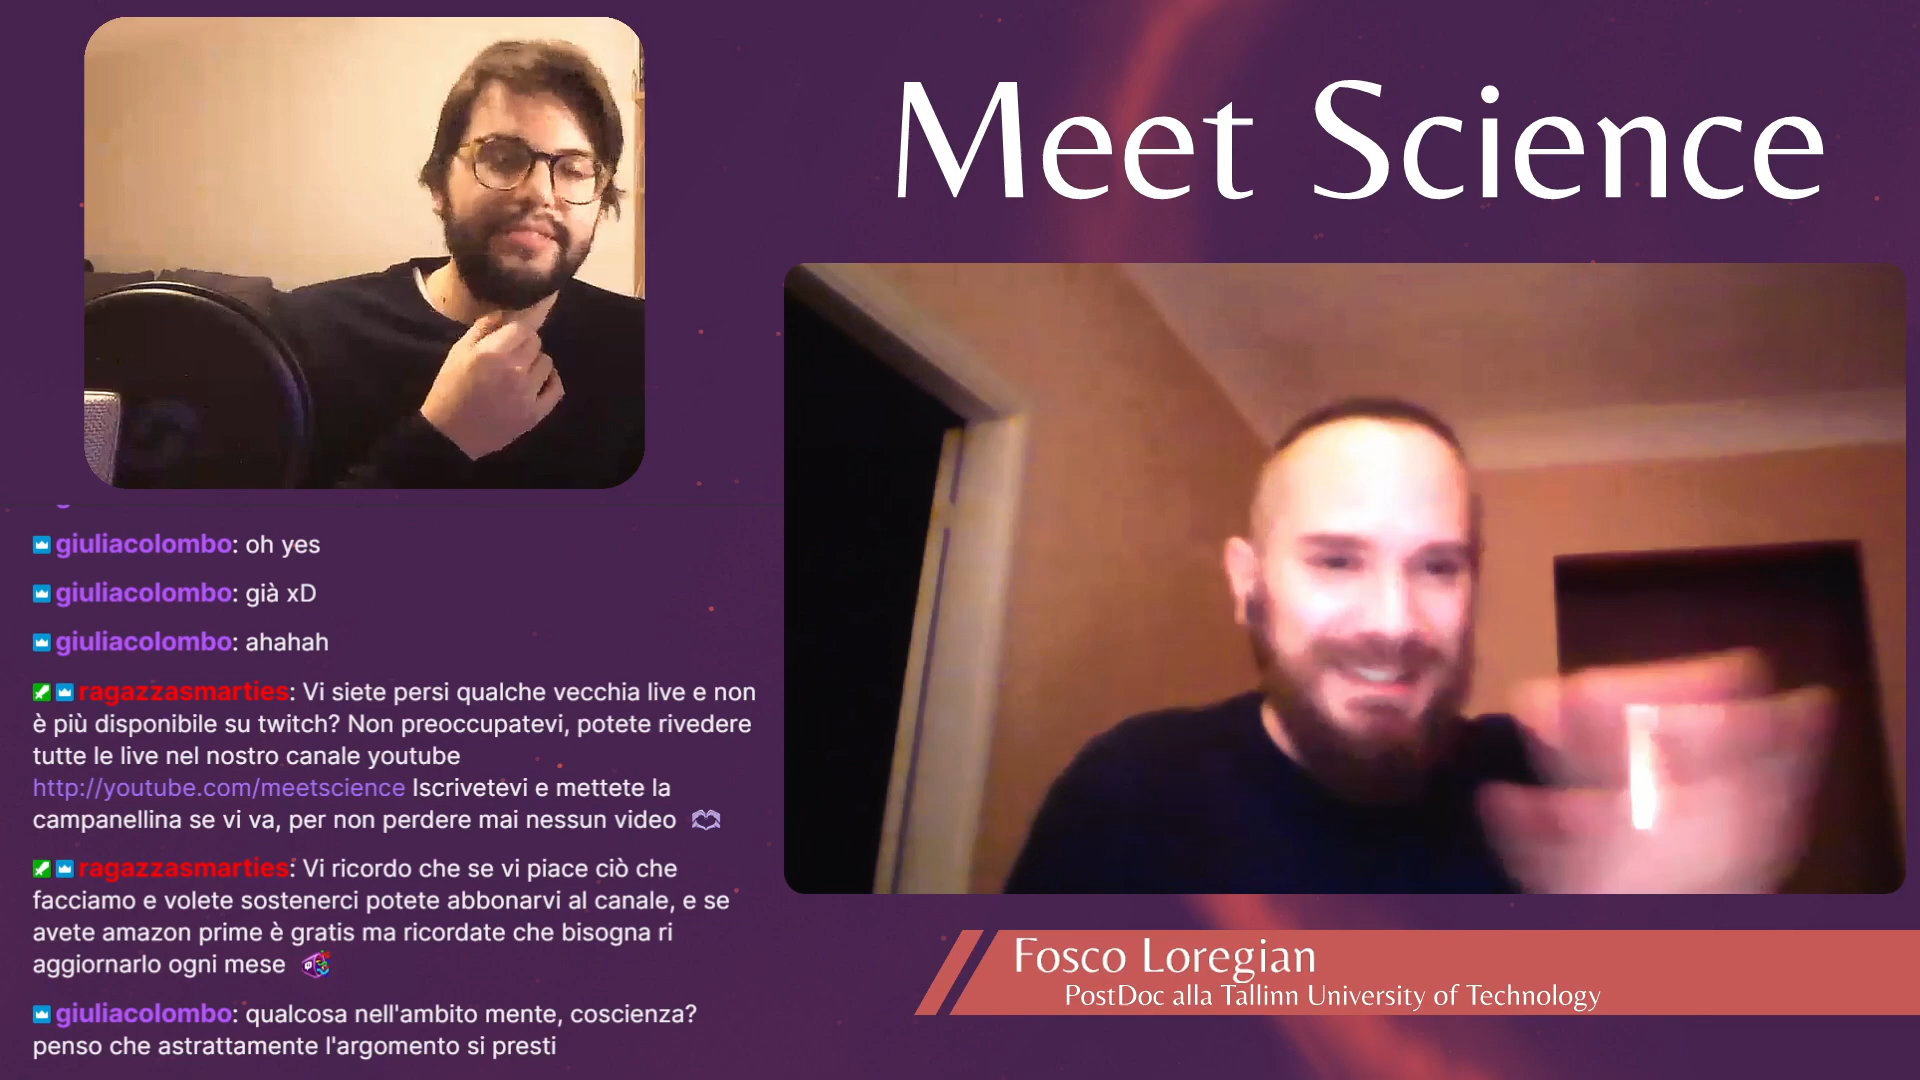 Meet Science
giuliacolombo: oh yes
giuliacolombo: già xD
giuliacolombo: ahahah
ragazzasmarties: Vi siete persi qualche vecchia live e non
è più disponibile su twitch? Non preoccupatevi, potete rivedere
tutte le live nel nostro canale youtube
http://youtube.com/meetscience Iscrivetevi e mettete la
campanellina se vi va, per non perdere mai nessun video
ragazzasmarties: Vi ricordo che se vi piace ciò che
facciamo e volete sostenerci potete abbonarvi al canale, e se
avete amazon prime è gratis ma ricordate che bisogna ri
aggiornarlo ogni mese
giuliacolombo: qualcosa nell'ambito mente, coscienza?
penso che astrattamente l'argomento si presti
Fosco Loregian
PostDoc alla Tallinn University of Technology